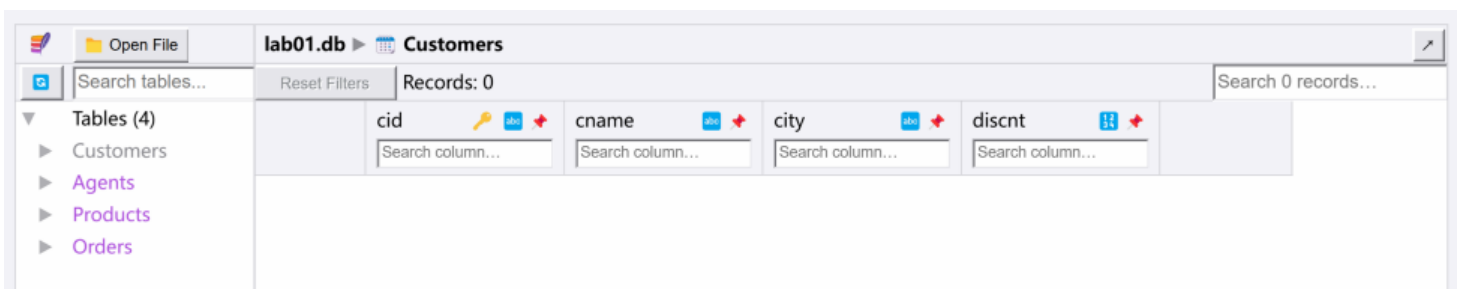 Open File lab01.db ▶ Customers
Search tables... Reset Filters Records: 0 Search 0 records...
Tables (4) cid cname city discnt
Customers Search column... Search column... Search column... Search column...
Agents
Products
Orders